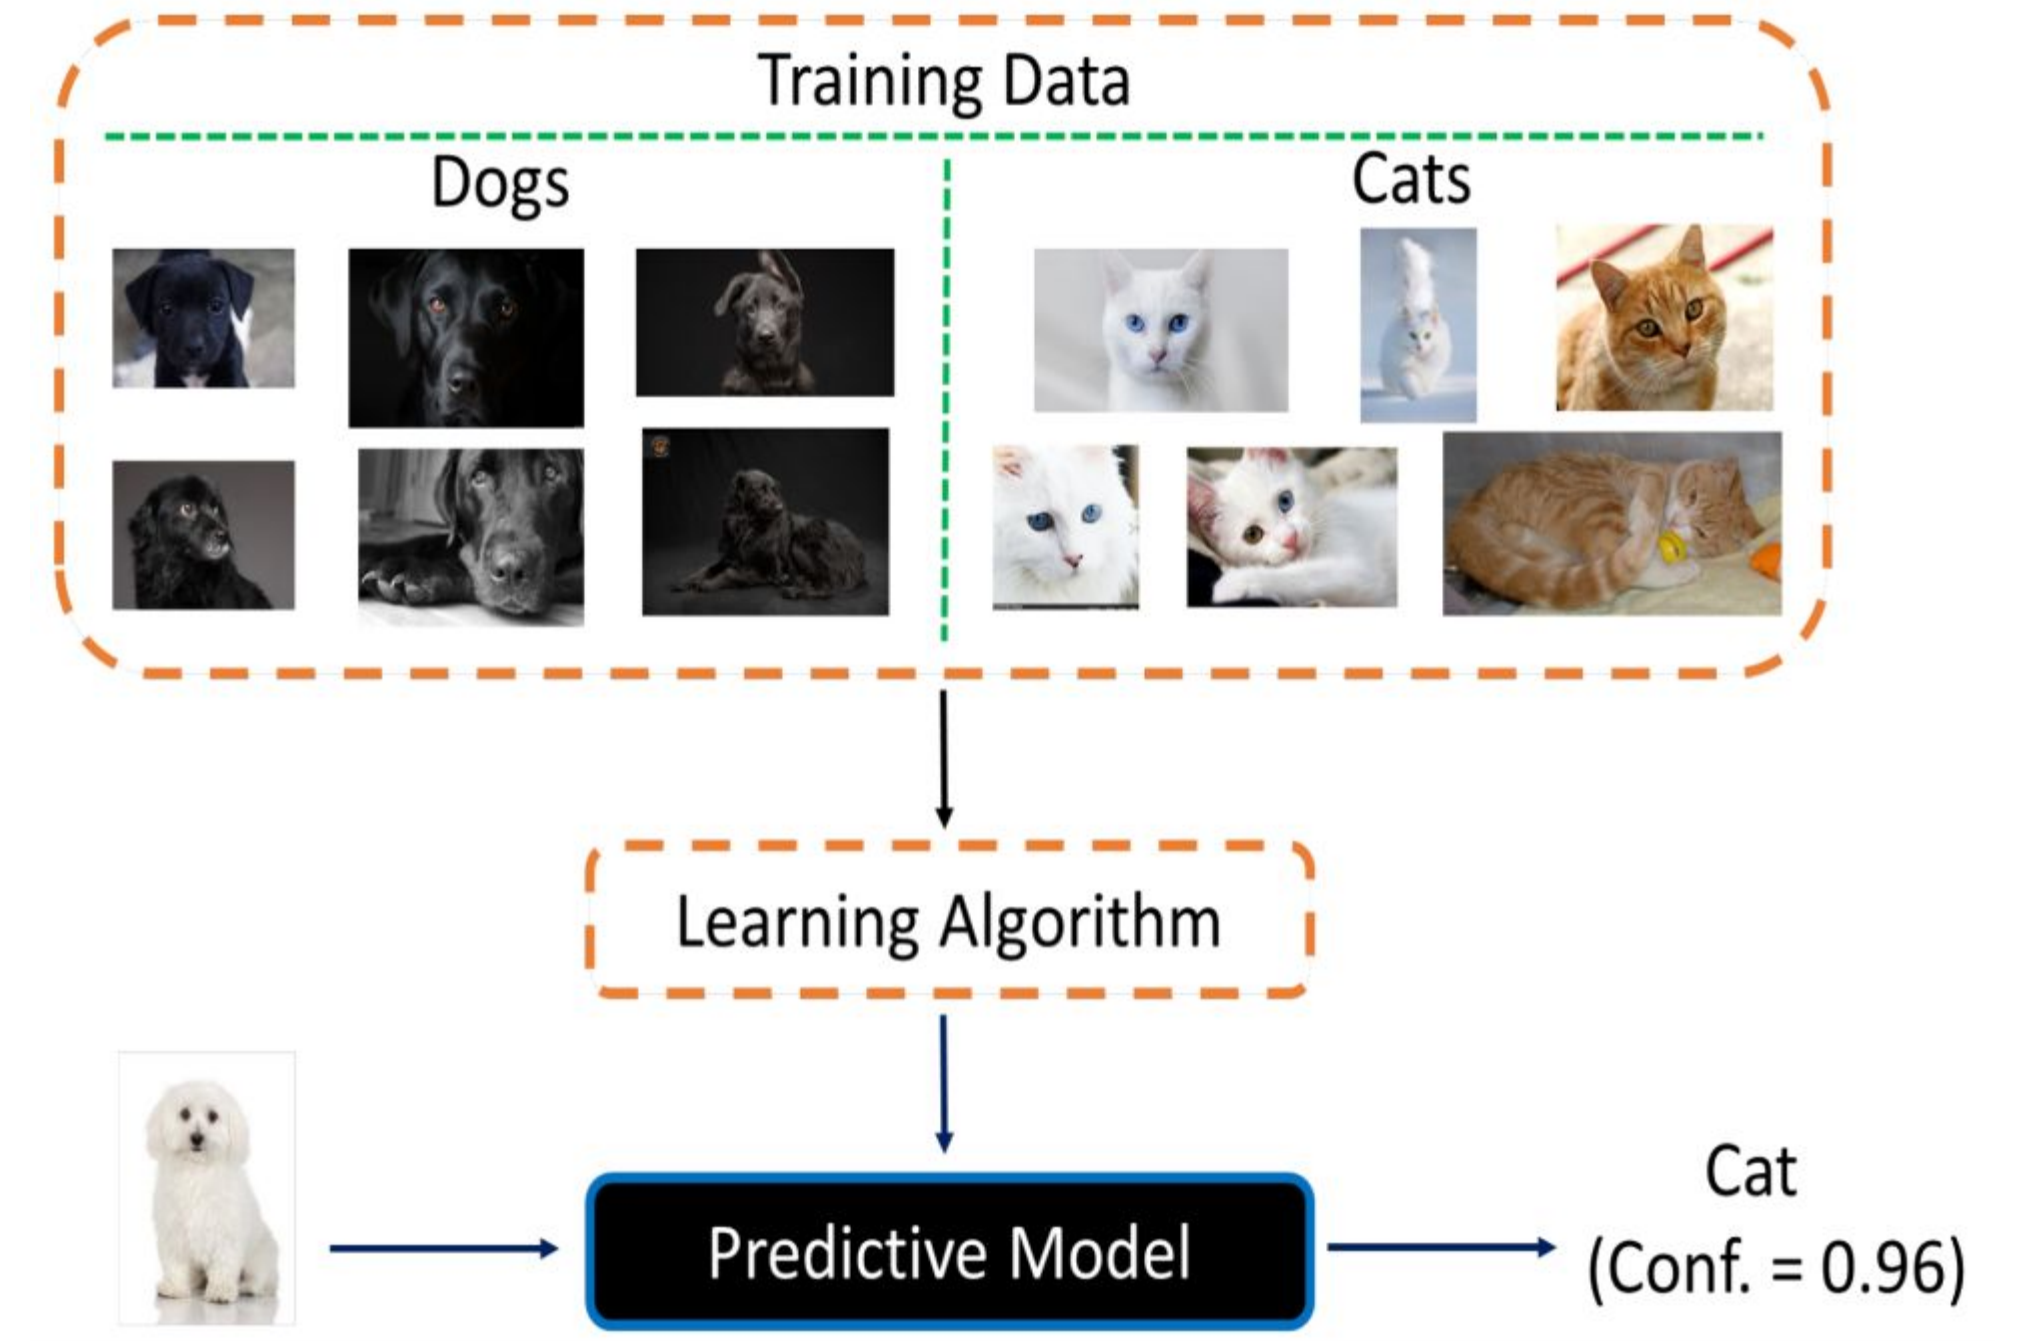 Training Data
Dogs
Cats
Learning Algorithm
Predictive Model
Cat
(Conf. = 0.96)